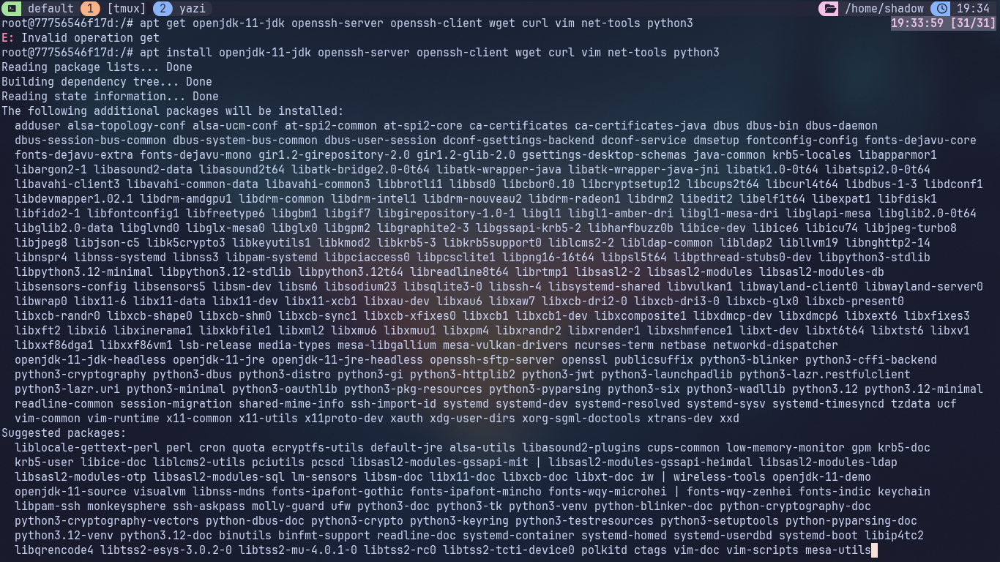 default 1 [tmux] 2 yazi /home/shadow 19:34
root@77756546f17d:/# apt get openjdk-11-jdk openssh-server openssh-client wget curl vim net-tools python3 19:33:59 [31/31]
E: Invalid operation get
root@77756546f17d:/# apt install openjdk-11-jdk openssh-server openssh-client wget curl vim net-tools python3
Reading package lists... Done
Building dependency tree... Done
Reading state information... Done
The following additional packages will be installed:
adduser alsa-topology-conf alsa-ucm-conf at-spi2-common at-spi2-core ca-certificates ca-certificates-java dbus dbus-bin dbus-daemon
dbus-session-bus-common dbus-system-bus-common dbus-user-session dconf-gsettings-backend dconf-service dmsetup fontconfig-config fonts-dejavu-core
fonts-dejavu-extra fonts-dejavu-mono gir1.2-girepository-2.0 gir1.2-glib-2.0 gsettings-desktop-schemas java-common krb5-locales libapparmor1
libargon2-1 libasound2-data libasound2t64 libatk-bridge2.0-0t64 libatk-wrapper-java libatk-wrapper-java-jni libatk1.0-0t64 libatspi2.0-0t64
libavahi-client3 libavahi-common-data libavahi-common3 libbrotli1 libbsd0 libcbor0.10 libcryptsetup12 libcups2t64 libcurl4t64 libdbus-1-3 libdconf1
libdevmapper1.02.1 libdrm-amdgpu1 libdrm-common libdrm-intel1 libdrm-nouveau2 libdrm-radeon1 libdrm2 libedit2 libelf1t64 libexpat1 libfdisk1
libfido2-1 libfontconfig1 libfreetype6 libgbm1 libgif7 libgirepository-1.0-1 libgl1 libgl1-amber-dri libgl1-mesa-dri libglapi-mesa libglib2.0-0t64
libglib2.0-data libglvnd0 libglx-mesa0 libglx0 libgpm2 libgraphite2-3 libgssapi-krb5-2 libharfbuzz0b libice-dev libice6 libicu74 libjpeg-turbo8
libjpeg8 libjson-c5 libk5crypto3 libkeyutils1 libkmod2 libkrb5-3 libkrb5support0 liblcms2-2 libldap-common libldap2 libllvm19 libnghttp2-14
libnspr4 libnss-systemd libnss3 libpam-systemd libpciaccess0 libpcsclite1 libpng16-16t64 libpsl5t64 libpthread-stubs0-dev libpython3-stdlib
libpython3.12-minimal libpython3.12-stdlib libpython3.12t64 libreadline8t64 librtmp1 libsasl2-2 libsasl2-modules libsasl2-modules-db
libsensors-config libsensors5 libsm-dev libsm6 libsodium23 libsqlite3-0 libssh-4 libsystemd-shared libvulkan1 libwayland-client0 libwayland-server0
libwrap0 libx11-6 libx11-data libx11-dev libx11-xcb1 libxau-dev libxau6 libxaw7 libxcb-dri2-0 libxcb-dri3-0 libxcb-glx0 libxcb-present0
libxcb-randr0 libxcb-shape0 libxcb-shm0 libxcb-sync1 libxcb-xfixes0 libxcb1 libxcb1-dev libxcomposite1 libxdmcp-dev libxdmcp6 libxext6 libxfixes3
libxft2 libxi6 libxinerama1 libxkbfile1 libxml2 libxmu6 libxmuu1 libxpm4 libxrandr2 libxrender1 libxshmfence1 libxt-dev libxt6t64 libxtst6 libxv1
libxxf86dga1 libxxf86vm1 lsb-release media-types mesa-libgallium mesa-vulkan-drivers ncurses-term netbase networkd-dispatcher
openjdk-11-jdk-headless openjdk-11-jre openjdk-11-jre-headless openssh-sftp-server openssl publicsuffix python3-blinker python3-cffi-backend
python3-cryptography python3-dbus python3-distro python3-gi python3-httplib2 python3-jwt python3-launchpadlib python3-lazr.restfulclient
python3-lazr.uri python3-minimal python3-oauthlib python3-pkg-resources python3-pyparsing python3-six python3-wadllib python3.12 python3.12-minimal
readline-common session-migration shared-mime-info ssh-import-id systemd systemd-dev systemd-resolved systemd-sysv systemd-timesyncd tzdata ucf
vim-common vim-runtime x11-common x11-utils x11proto-dev xauth xdg-user-dirs xorg-sgml-doctools xtrans-dev xxd
Suggested packages:
liblocale-gettext-perl perl cron quota ecryptfs-utils default-jre alsa-utils libasound2-plugins cups-common low-memory-monitor gpm krb5-doc
krb5-user libice-doc liblcms2-utils pciutils pcscd libsasl2-modules-gssapi-mit | libsasl2-modules-gssapi-heimdal libsasl2-modules-ldap
libsasl2-modules-otp libsasl2-modules-sql lm-sensors libsm-doc libx11-doc libxcb-doc libxt-doc iw | wireless-tools openjdk-11-demo
openjdk-11-source visualvm libnss-mdns fonts-ipafont-gothic fonts-ipafont-mincho fonts-wqy-microhei | fonts-wqy-zenhei fonts-indic keychain
libpam-ssh monkeysphere ssh-askpass molly-guard ufw python3-doc python3-tk python3-venv python-blinker-doc python-cryptography-doc
python3-cryptography-vectors python-dbus-doc python3-crypto python3-keyring python3-testresources python3-setuptools python-pyparsing-doc
python3.12-venv python3.12-doc binutils binfmt-support readline-doc systemd-container systemd-homed systemd-userdbd systemd-boot libip4tc2
libqrencode4 libtss2-esys-3.0.2-0 libtss2-mu-4.0.1-0 libtss2-rc0 libtss2-tcti-device0 polkitd ctags vim-doc vim-scripts mesa-utils